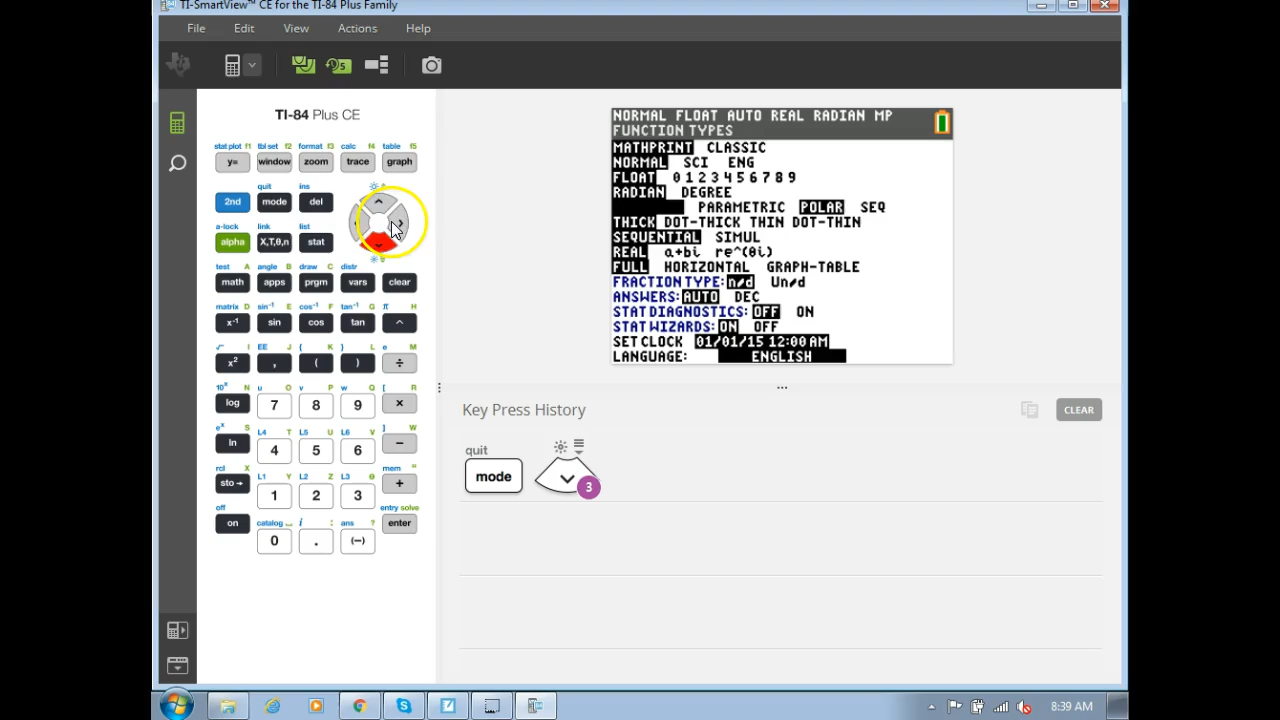 TI-SmartView™ CE for the TI-84 Plus Family
File Edit View Actions Help
TI-84 Plus CE
stat plot f1 tbl set f2 format f3 calc f4 table f5
y= window zoom trace graph
quit ins
2nd mode del
a-lock link list
alpha X,T,θ,n stat
test A angle B draw C distr
math apps prgm vars clear
matrix D sin⁻¹ E cos⁻¹ F tan⁻¹ G π H
x⁻¹ sin cos tan ^
√ I EE J { K } L e M
x² , ( ) ÷
10ˣ N u O v P w Q [ R
log 7 8 9 ×
eˣ S L4 T L5 U L6 V ] W
ln 4 5 6 −
rcl X L1 Y L2 Z L3 θ mem "
sto→ 1 2 3 +
off catalog ⎵ i : ans ? entry solve
on 0 . (−) enter
NORMAL FLOAT AUTO REAL RADIAN MP
FUNCTION TYPES
MATHPRINT CLASSIC
NORMAL SCI ENG
FLOAT 0 1 2 3 4 5 6 7 8 9
RADIAN DEGREE
PARAMETRIC POLAR SEQ
THICK DOT-THICK THIN DOT-THIN
SEQUENTIAL SIMUL
REAL a+bi re^(θi)
FULL HORIZONTAL GRAPH-TABLE
FRACTION TYPE: n/d Un/d
ANSWERS: AUTO DEC
STAT DIAGNOSTICS: OFF ON
STAT WIZARDS: ON OFF
SET CLOCK 01/01/15 12:00 AM
LANGUAGE: ENGLISH
Key Press History
CLEAR
quit
mode 3
8:39 AM